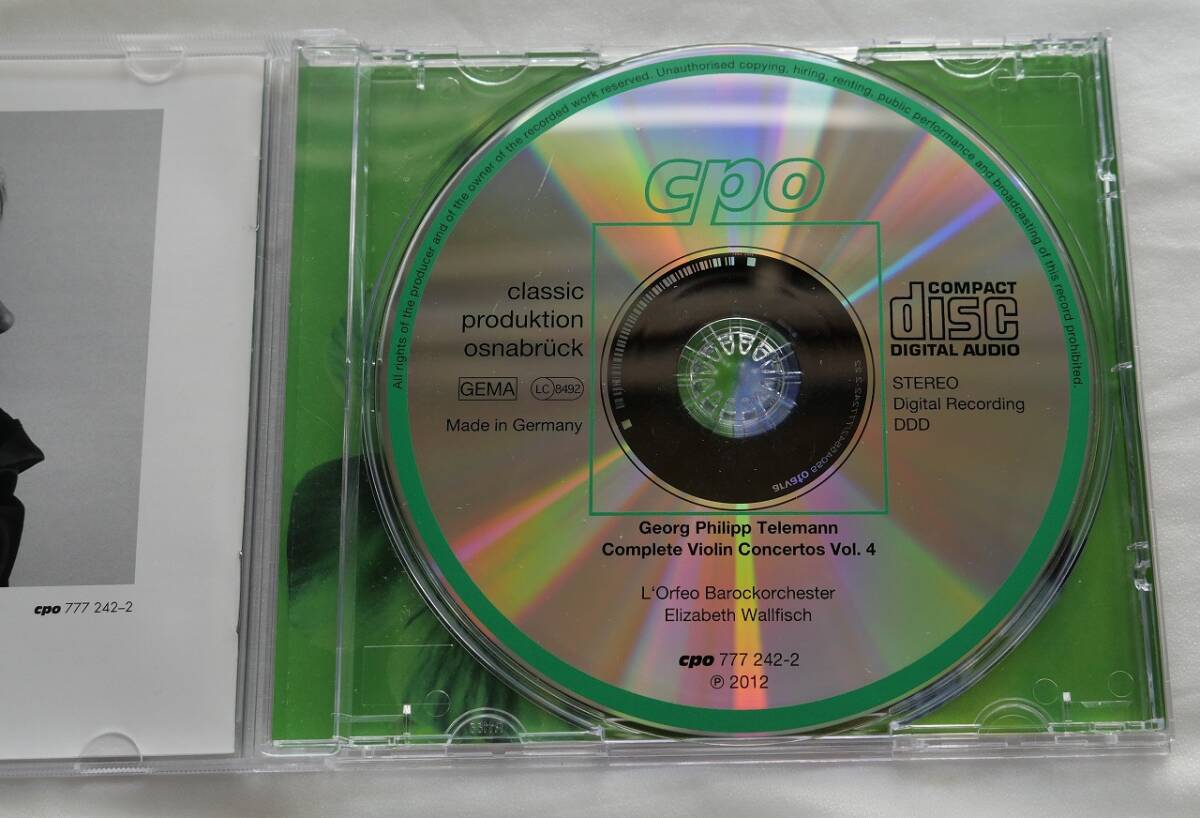 cpo 777 242–2
All rights of the producer and of the owner of the recorded work reserved. Unauthorised copying, hiring, renting, public performance and broadcasting of this record prohibited.
cpo
classic
produktion
osnabrück
GEMA LC 8492
Made in Germany
COMPACT
disc
DIGITAL AUDIO
STEREO
Digital Recording
DDD
Georg Philipp Telemann
Complete Violin Concertos Vol. 4
L‘Orfeo Barockorchester
Elizabeth Wallfisch
cpo 777 242-2
℗ 2012